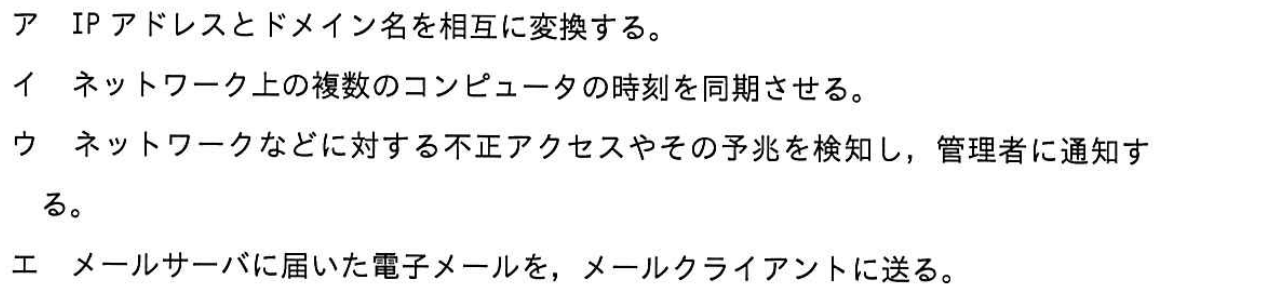 ア　IP アドレスとドメイン名を相互に変換する。
イ　ネットワーク上の複数のコンピュータの時刻を同期させる。
ウ　ネットワークなどに対する不正アクセスやその予兆を検知し，管理者に通知す
る。
エ　メールサーバに届いた電子メールを，メールクライアントに送る。